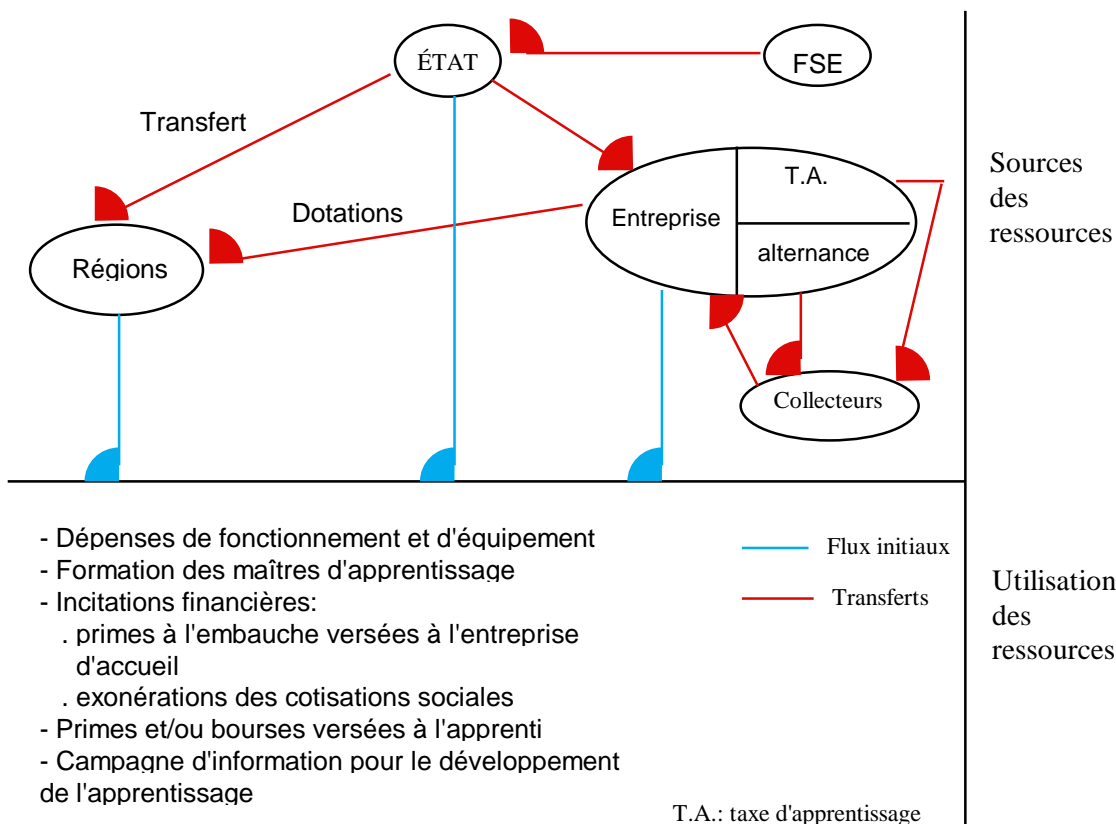 ÉTAT
FSE
Transfert
T.A.
Sources
des
ressources
Dotations
Entreprise
alternance
Régions
Collecteurs
- Dépenses de fonctionnement et d'équipement
- Formation des maîtres d'apprentissage
- Incitations financières:
. primes à l'embauche versées à l'entreprise
d'accueil
. exonérations des cotisations sociales
- Primes et/ou bourses versées à l'apprenti
- Campagne d'information pour le développement
de l'apprentissage
Flux initiaux
Transferts
Utilisation
des
ressources
T.A.: taxe d'apprentissage